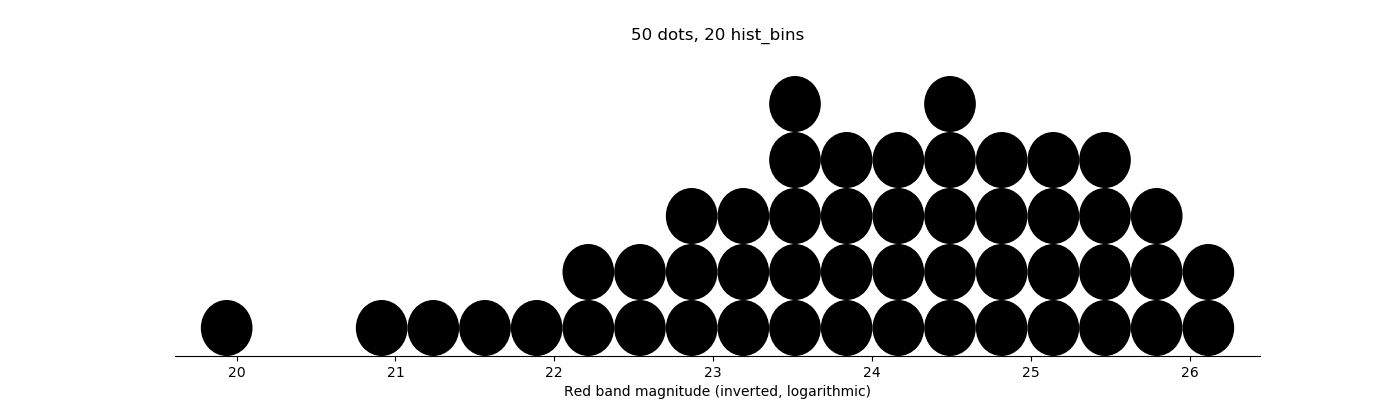 50 dots, 20 hist_bins
20 21 22 23 24 25 26
Red band magnitude (inverted, logarithmic)